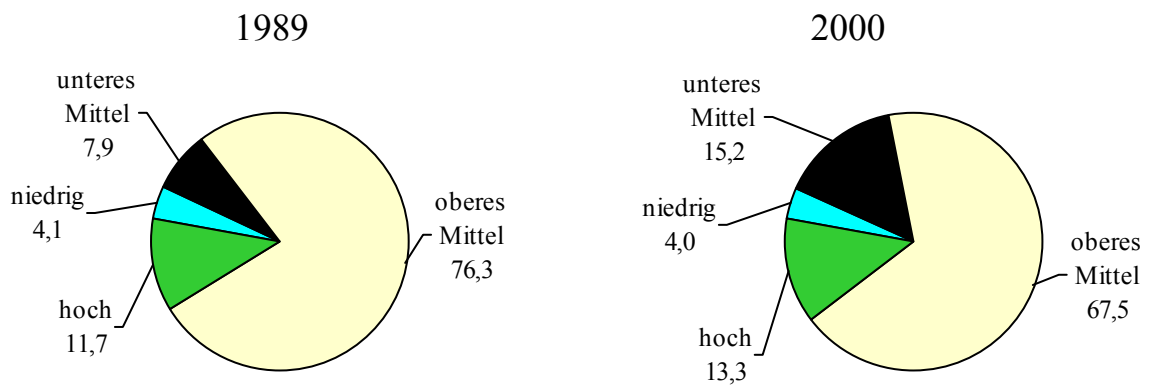 1989
unteres
Mittel
7,9
niedrig
4,1
hoch
11,7
oberes
Mittel
76,3
2000
unteres
Mittel
15,2
niedrig
4,0
hoch
13,3
oberes
Mittel
67,5